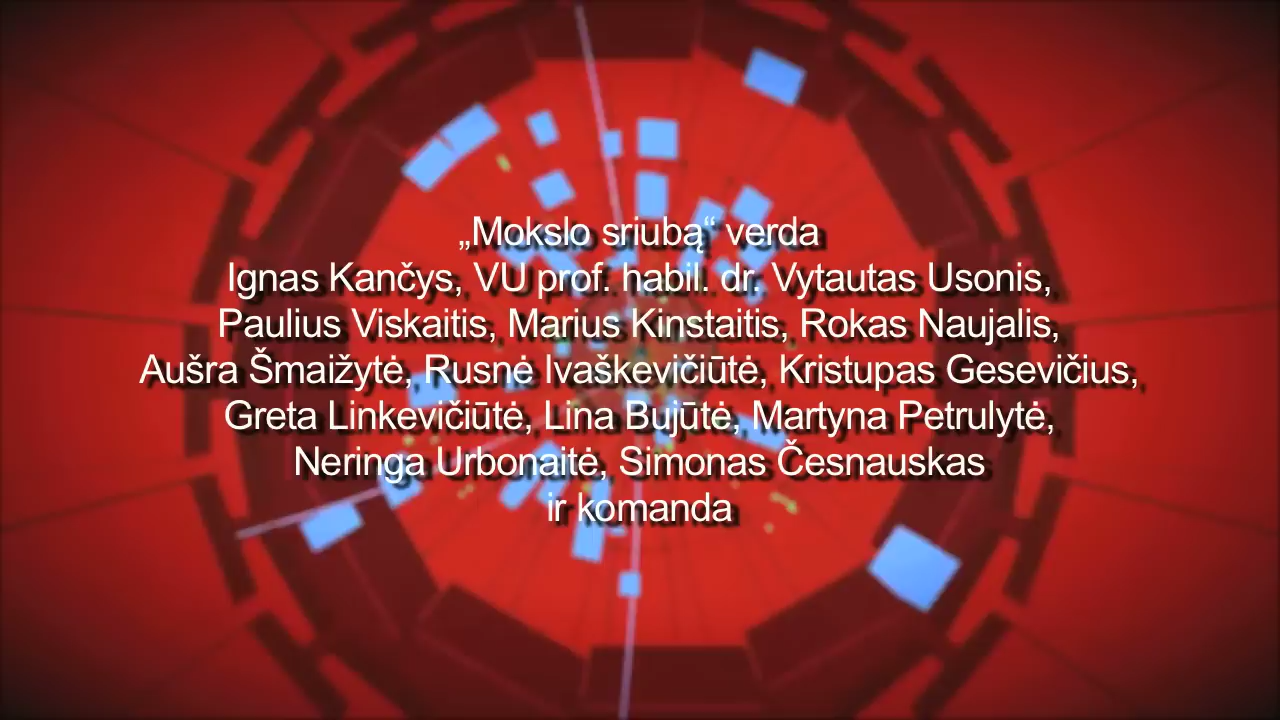 „Mokslo sriubą“ verda
Ignas Kančys, VU prof. habil. dr. Vytautas Usonis,
Paulius Viskaitis, Marius Kinstaitis, Rokas Naujalis,
Aušra Šmaižytė, Rusnė Ivaškevičiūtė, Kristupas Gesevičius,
Greta Linkevičiūtė, Lina Bujūtė, Martyna Petrulytė,
Neringa Urbonaitė, Simonas Česnauskas
ir komanda